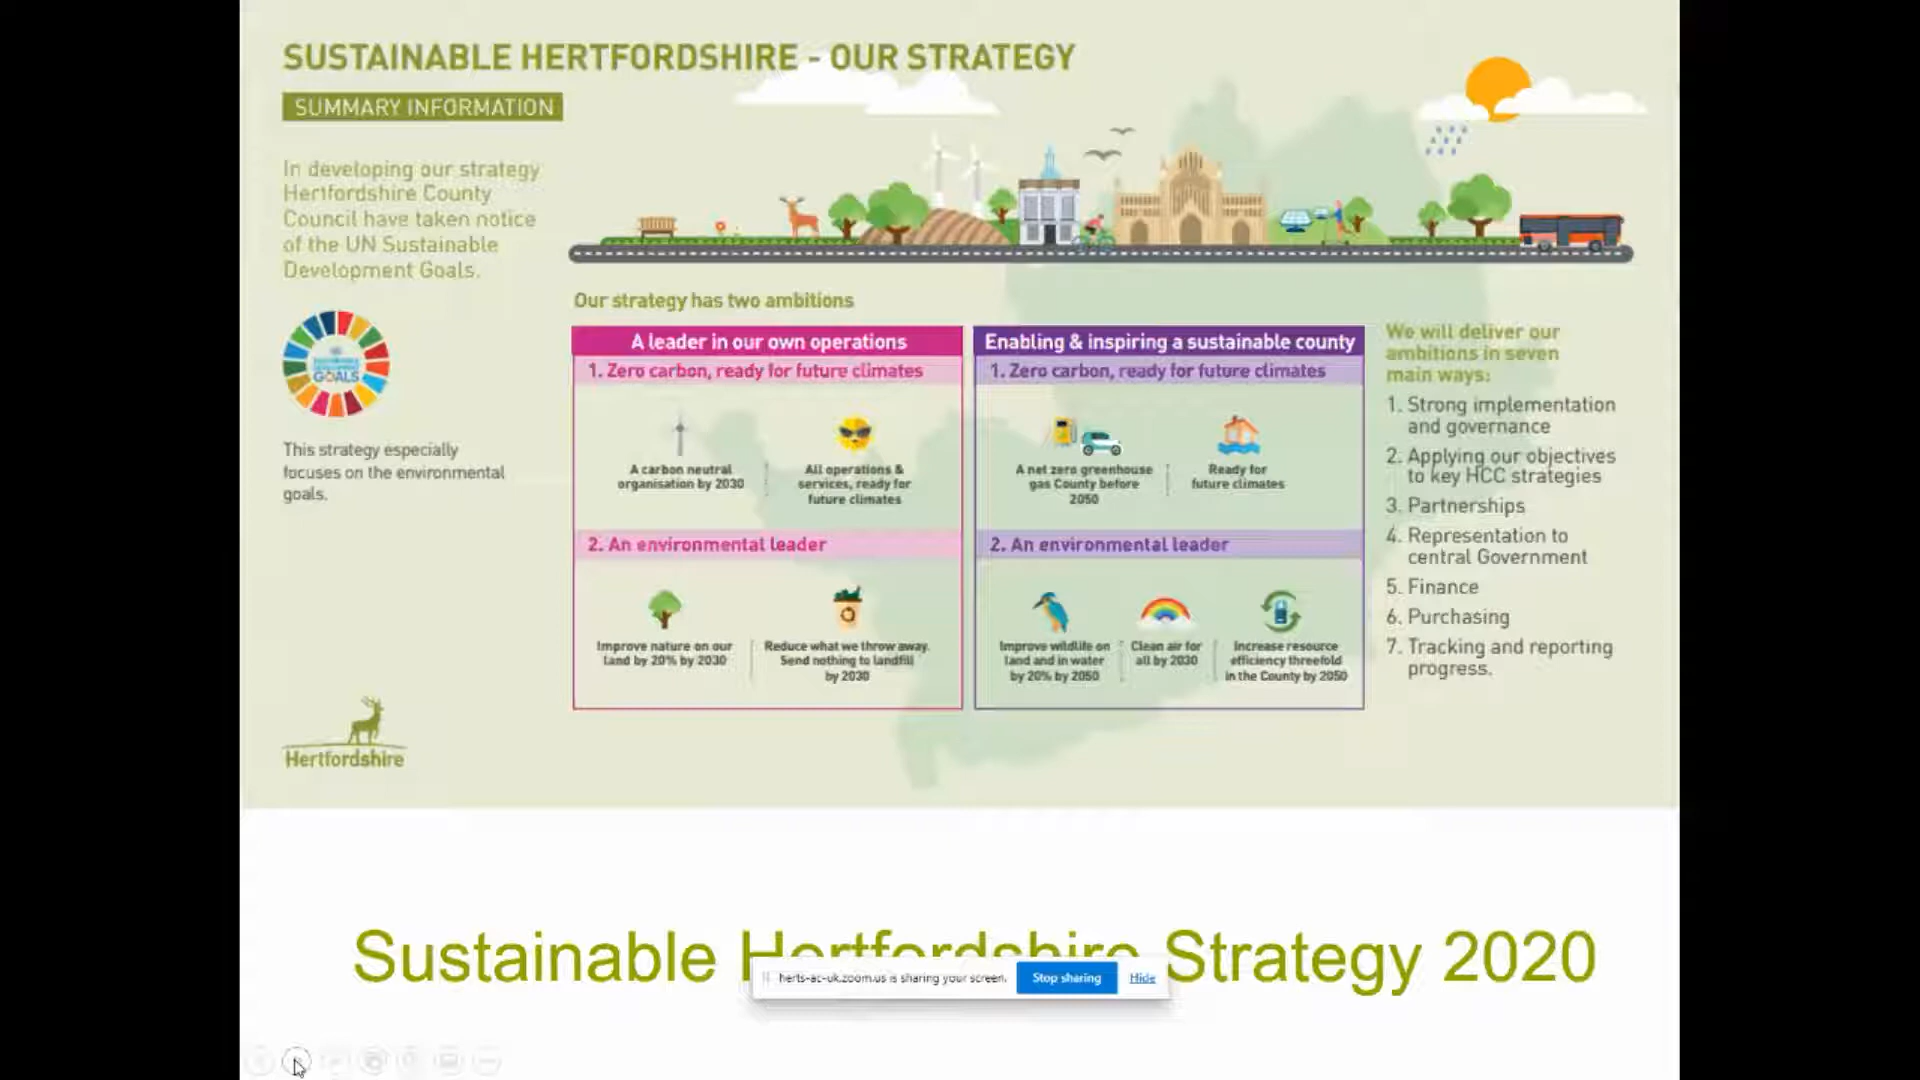 SUSTAINABLE HERTFORDSHIRE - OUR STRATEGY
SUMMARY INFORMATION
In developing our strategy
Hertfordshire County
Council have taken notice
of the UN Sustainable
Development Goals.
GOALS
This strategy especially
focuses on the environmental
goals.
Hertfordshire
Our strategy has two ambitions
A leader in our own operations
1. Zero carbon, ready for future climates
A carbon neutral
organisation by 2030
All operations &
services, ready for
future climates
2. An environmental leader
Improve nature on our
land by 20% by 2030
Reduce what we throw away.
Send nothing to landfill
by 2030
Enabling & inspiring a sustainable county
1. Zero carbon, ready for future climates
A net zero greenhouse
gas County before
2050
Ready for
future climates
2. An environmental leader
Improve wildlife on
land and in water
by 20% by 2050
Clean air for
all by 2030
Increase resource
efficiency threefold
in the County by 2050
We will deliver our
ambitions in seven
main ways:
1. Strong implementation
and governance
2. Applying our objectives
to key HCC strategies
3. Partnerships
4. Representation to
central Government
5. Finance
6. Purchasing
7. Tracking and reporting
progress.
Sustainable Hertfordshire Strategy 2020
herts-ac-uk.zoom.us is sharing your screen.
Stop sharing
Hide